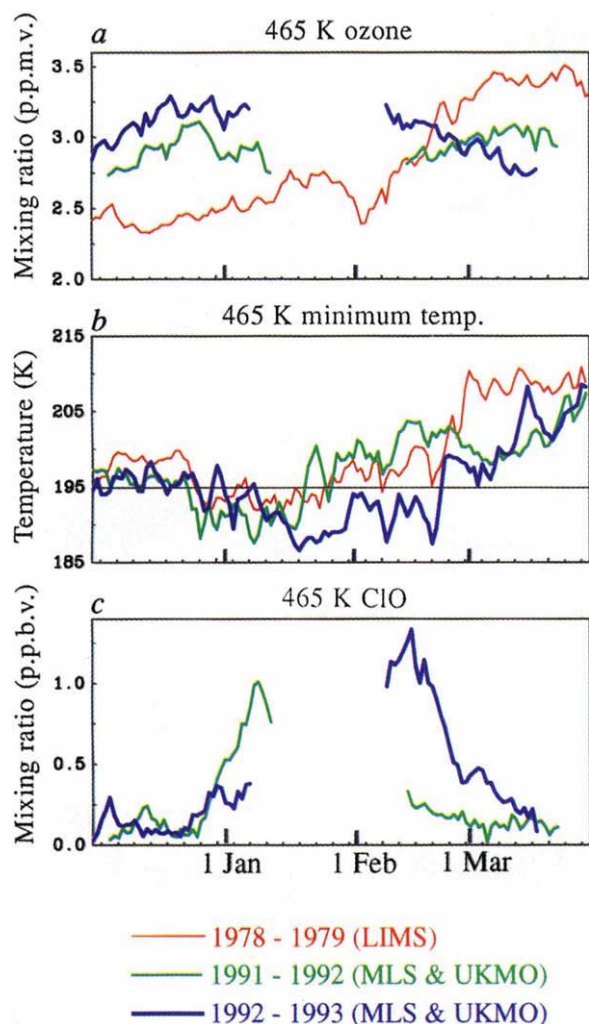 a 465 K ozone
Mixing ratio (p.p.m.v.)
3.5
3.0
2.5
2.0
b 465 K minimum temp.
Temperature (K)
215
205
195
185
c 465 K ClO
Mixing ratio (p.p.b.v.)
1.0
0.5
0.0
1 Jan 1 Feb 1 Mar
1978 - 1979 (LIMS)
1991 - 1992 (MLS & UKMO)
1992 - 1993 (MLS & UKMO)